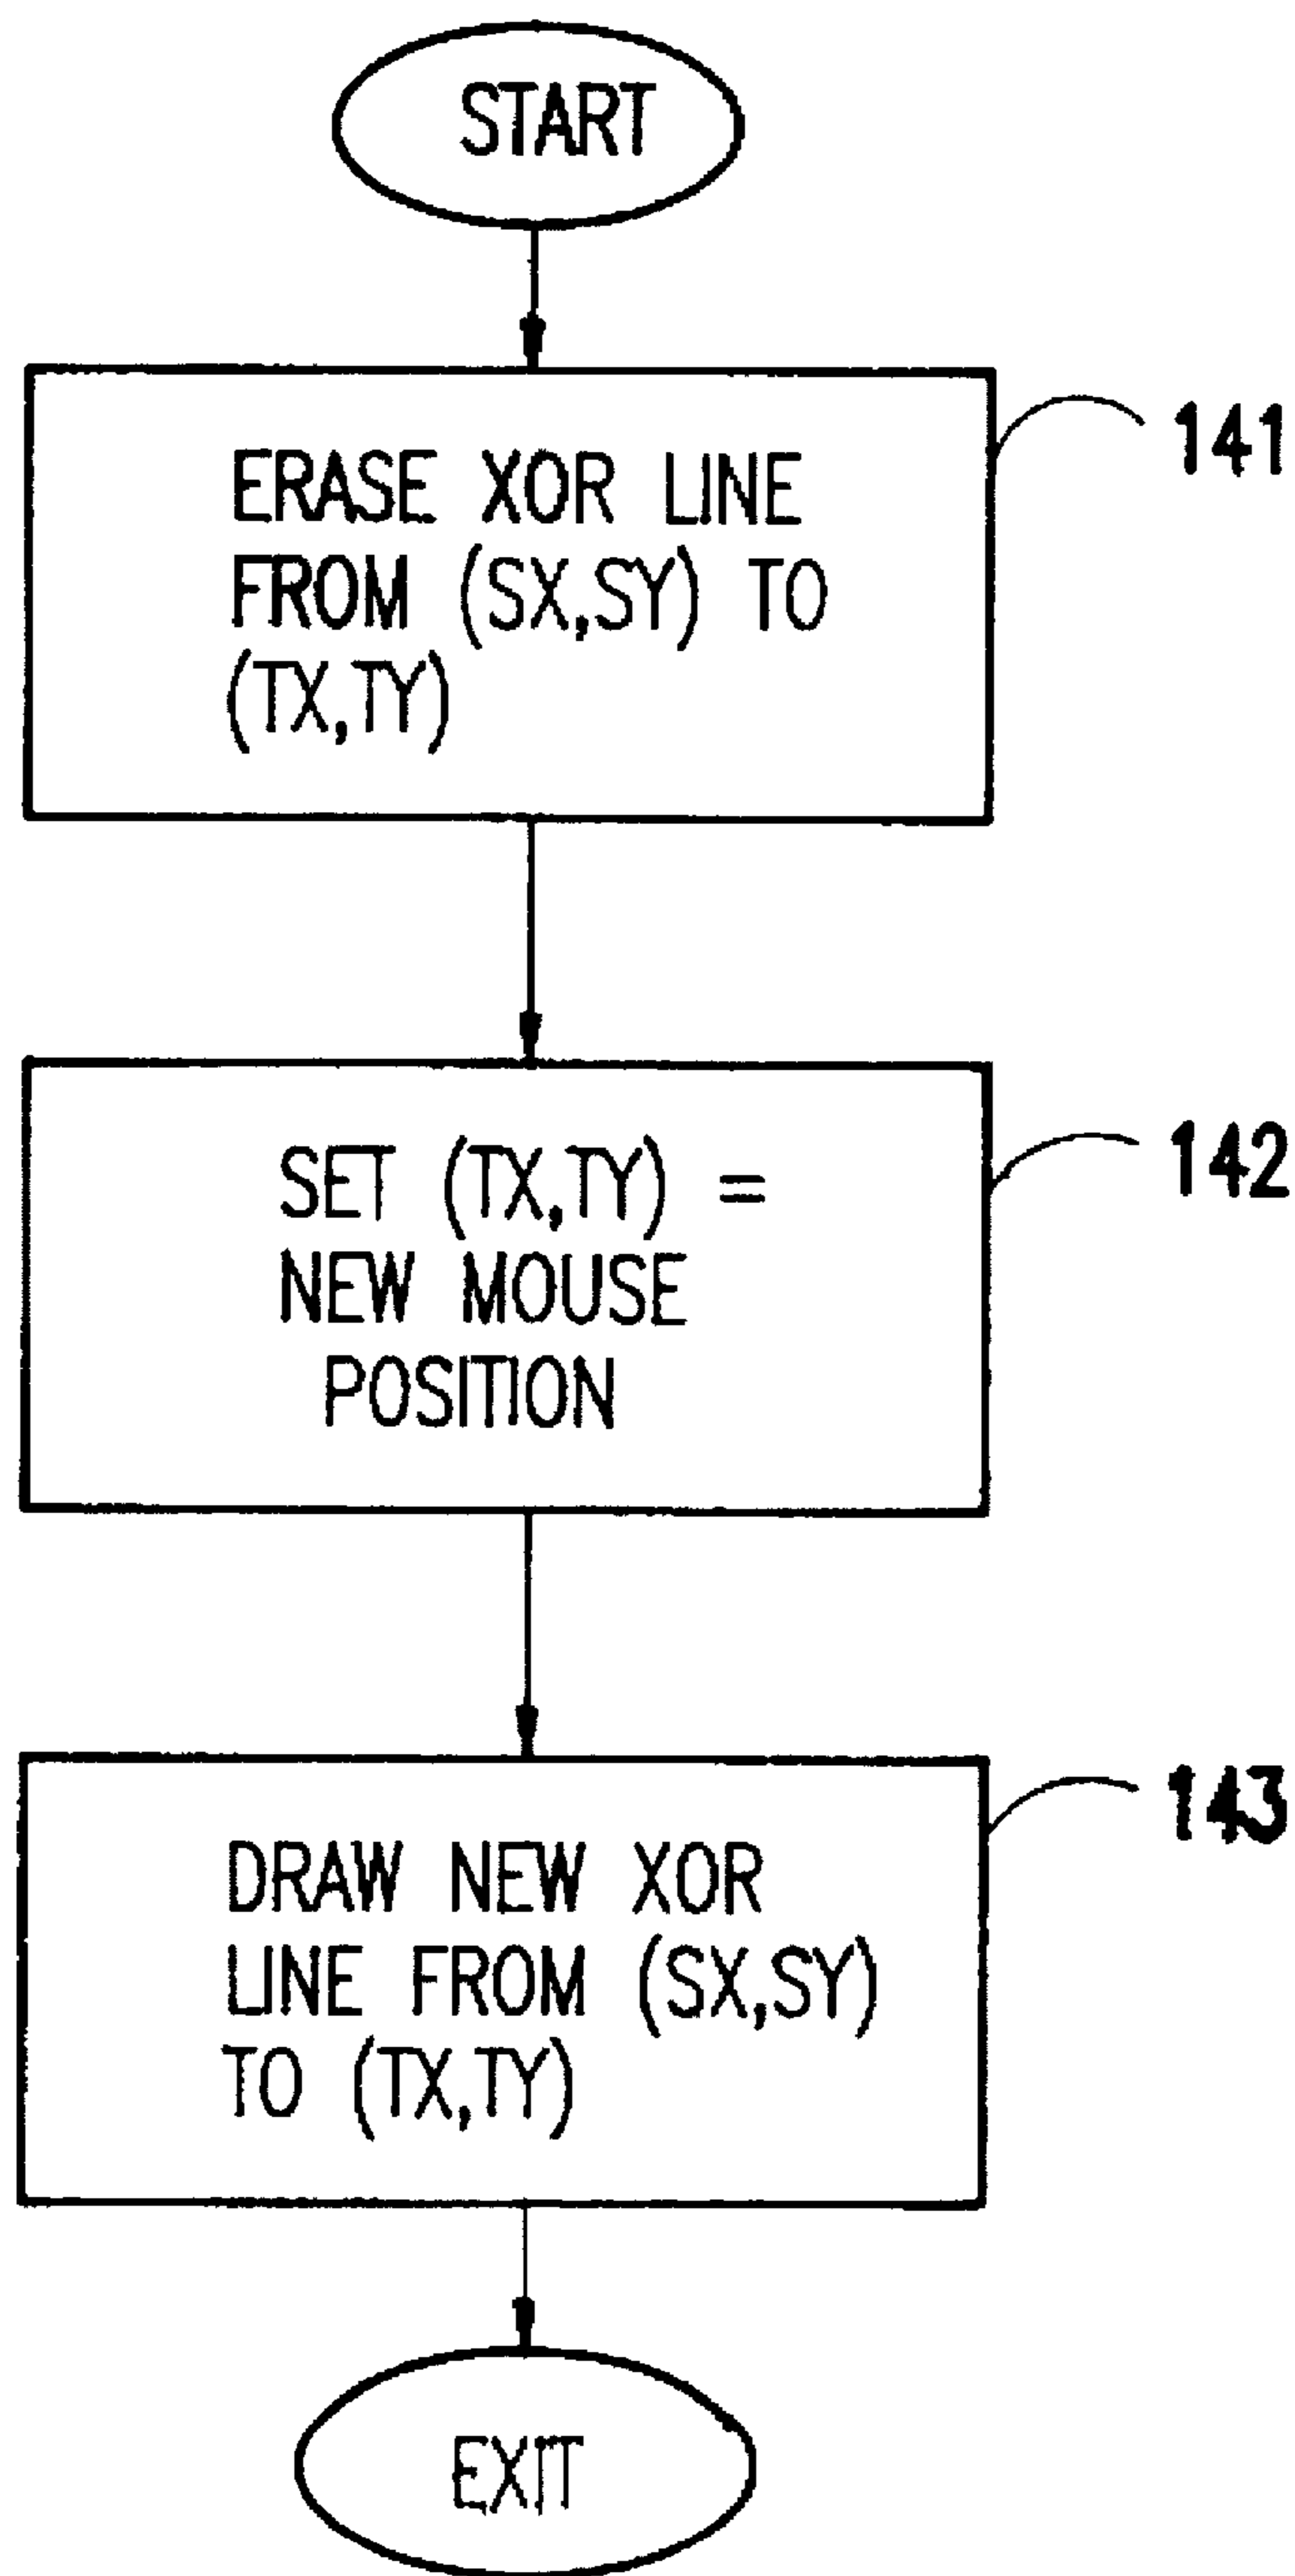 START
ERASE XOR LINE
FROM (SX,SY) TO
(TX,TY)
141
SET (TX,TY) =
NEW MOUSE
POSITION
142
DRAW NEW XOR
LINE FROM (SX,SY)
TO (TX,TY)
143
EXIT